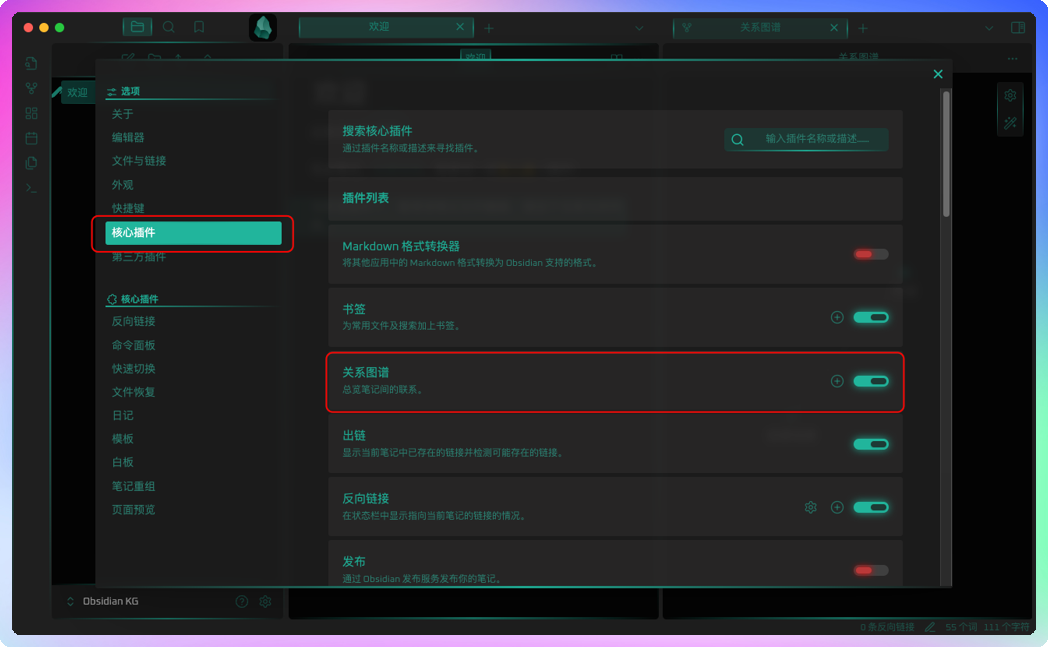 欢迎
关系图谱
欢迎
关系图谱
欢迎
选项
关于
编辑器
文件与链接
外观
快捷键
核心插件
第三方插件
核心插件
反向链接
命令面板
快速切换
文件恢复
日记
模板
白板
笔记重组
页面预览
搜索核心插件
通过插件名称或描述来寻找插件。
输入插件名称或描述......
插件列表
Markdown 格式转换器
将其他应用中的 Markdown 格式转换为 Obsidian 支持的格式。
书签
为常用文件及搜索加上书签。
关系图谱
总览笔记间的联系。
出链
显示当前笔记中已存在的链接并检测可能存在的链接。
反向链接
在状态栏中显示指向当前笔记的链接的情况。
发布
通过 Obsidian 发布服务发布你的笔记。
Obsidian KG
0 条反向链接 55 个词 111 个字符